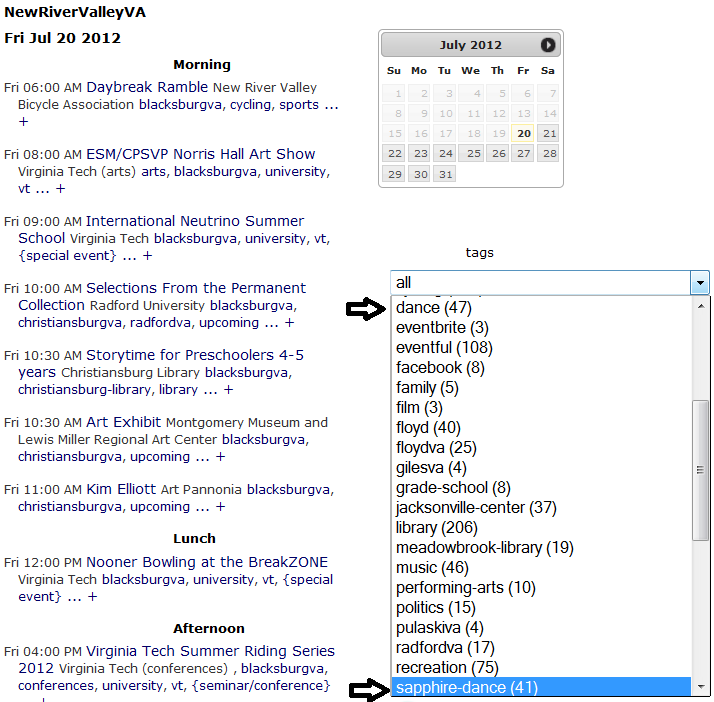 NewRiverValleyVA
Fri Jul 20 2012
Morning
Fri 06:00 AM Daybreak Ramble New River Valley
Bicycle Association blacksburgva, cycling, sports ...
+
Fri 08:00 AM ESM/CPSVP Norris Hall Art Show
Virginia Tech (arts) arts, blacksburgva, university,
vt ... +
Fri 09:00 AM International Neutrino Summer
School Virginia Tech blacksburgva, university, vt,
{special event} ... +
Fri 10:00 AM Selections From the Permanent
Collection Radford University blacksburgva,
christiansburgva, radfordva, upcoming ... +
Fri 10:30 AM Storytime for Preschoolers 4-5
years Christiansburg Library blacksburgva,
christiansburg-library, library ... +
Fri 10:30 AM Art Exhibit Montgomery Museum and
Lewis Miller Regional Art Center blacksburgva,
christiansburgva, upcoming ... +
Fri 11:00 AM Kim Elliott Art Pannonia blacksburgva,
christiansburgva, upcoming ... +
Lunch
Fri 12:00 PM Nooner Bowling at the BreakZONE
Virginia Tech blacksburgva, university, vt, {special
event} ... +
Afternoon
Fri 04:00 PM Virginia Tech Summer Riding Series
2012 Virginia Tech (conferences) , blacksburgva,
conferences, university, vt, {seminar/conference}
July 2012
Su Mo Tu We Th Fr Sa
1 2 3 4 5 6 7
8 9 10 11 12 13 14
15 16 17 18 19 20 21
22 23 24 25 26 27 28
29 30 31
tags
all
dance (47)
eventbrite (3)
eventful (108)
facebook (8)
family (5)
film (3)
floyd (40)
floydva (25)
gilesva (4)
grade-school (8)
jacksonville-center (37)
library (206)
meadowbrook-library (19)
music (46)
performing-arts (10)
politics (15)
pulaskiva (4)
radfordva (17)
recreation (75)
sapphire-dance (41)